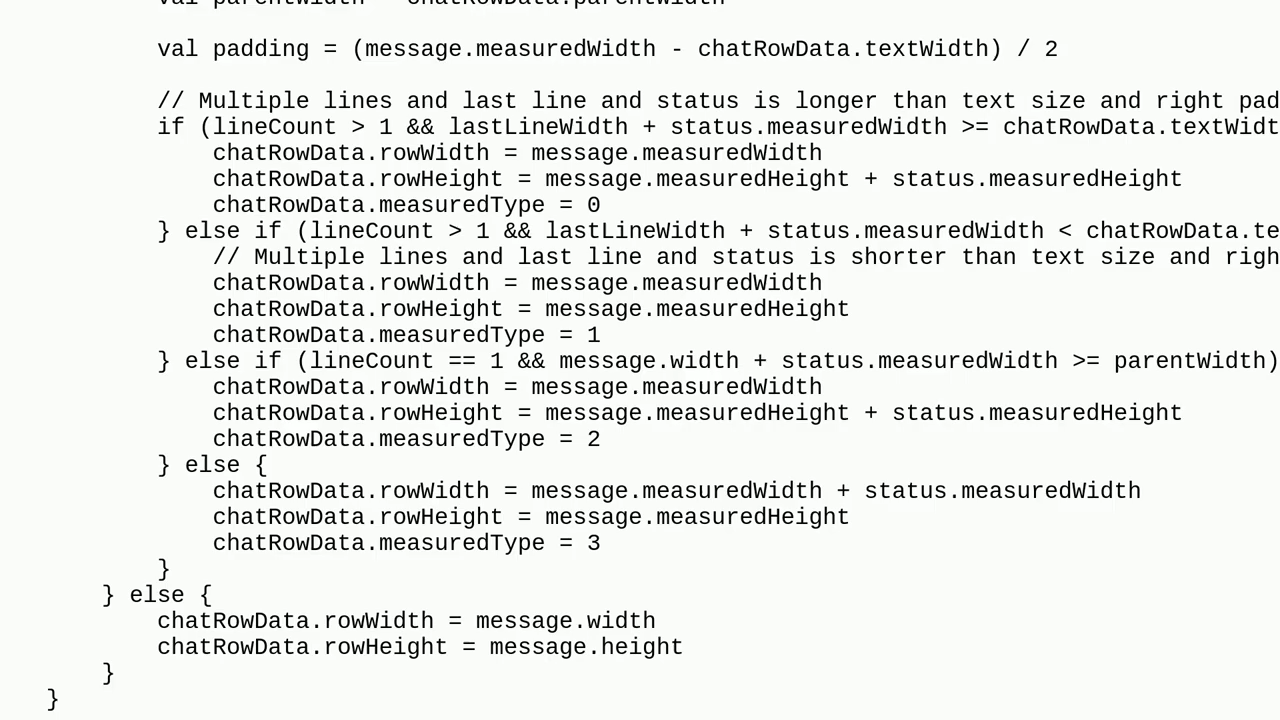 val parentWidth = chatRowData.parentWidth
val padding = (message.measuredWidth - chatRowData.textWidth) / 2
// Multiple lines and last line and status is longer than text size and right pad
if (lineCount > 1 && lastLineWidth + status.measuredWidth >= chatRowData.textWidt
chatRowData.rowWidth = message.measuredWidth
chatRowData.rowHeight = message.measuredHeight + status.measuredHeight
chatRowData.measuredType = 0
} else if (lineCount > 1 && lastLineWidth + status.measuredWidth < chatRowData.te
// Multiple lines and last line and status is shorter than text size and righ
chatRowData.rowWidth = message.measuredWidth
chatRowData.rowHeight = message.measuredHeight
chatRowData.measuredType = 1
} else if (lineCount == 1 && message.width + status.measuredWidth >= parentWidth)
chatRowData.rowWidth = message.measuredWidth
chatRowData.rowHeight = message.measuredHeight + status.measuredHeight
chatRowData.measuredType = 2
} else {
chatRowData.rowWidth = message.measuredWidth + status.measuredWidth
chatRowData.rowHeight = message.measuredHeight
chatRowData.measuredType = 3
}
} else {
chatRowData.rowWidth = message.width
chatRowData.rowHeight = message.height
}
}